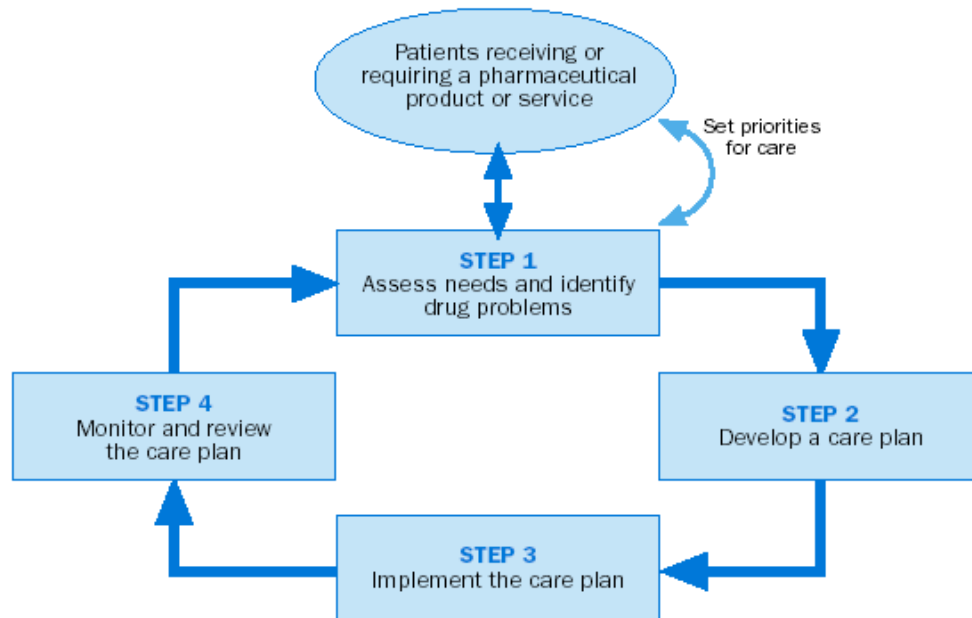 Patients receiving or
requiring a pharmaceutical
product or service
Set priorities
for care
STEP 1
Assess needs and identify
drug problems
STEP 2
Develop a care plan
STEP 3
Implement the care plan
STEP 4
Monitor and review
the care plan